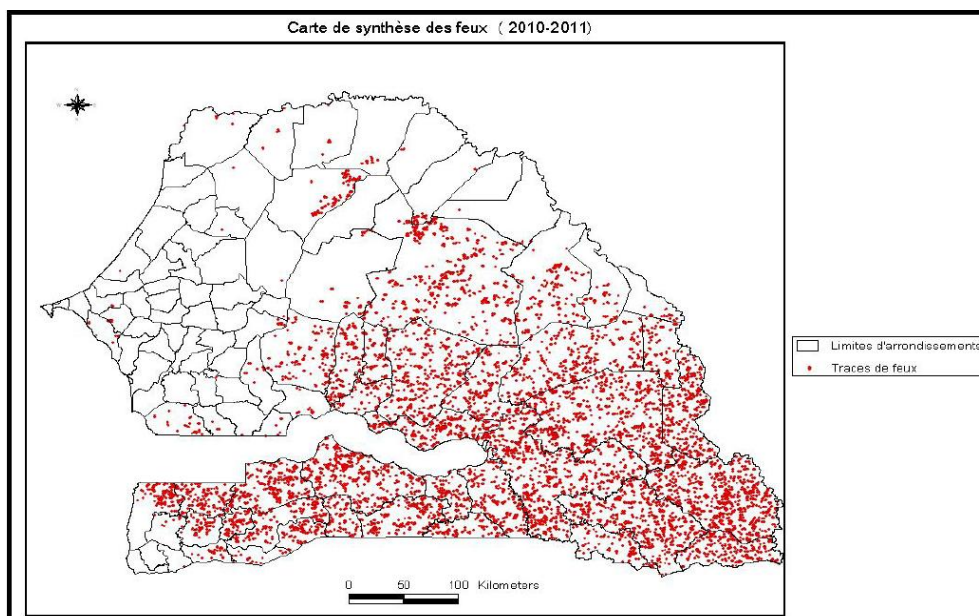 Carte de synthèse des feux ( 2010-2011)
Limites d'arrondissements
Traces de feux
0 50 100 Kilometers